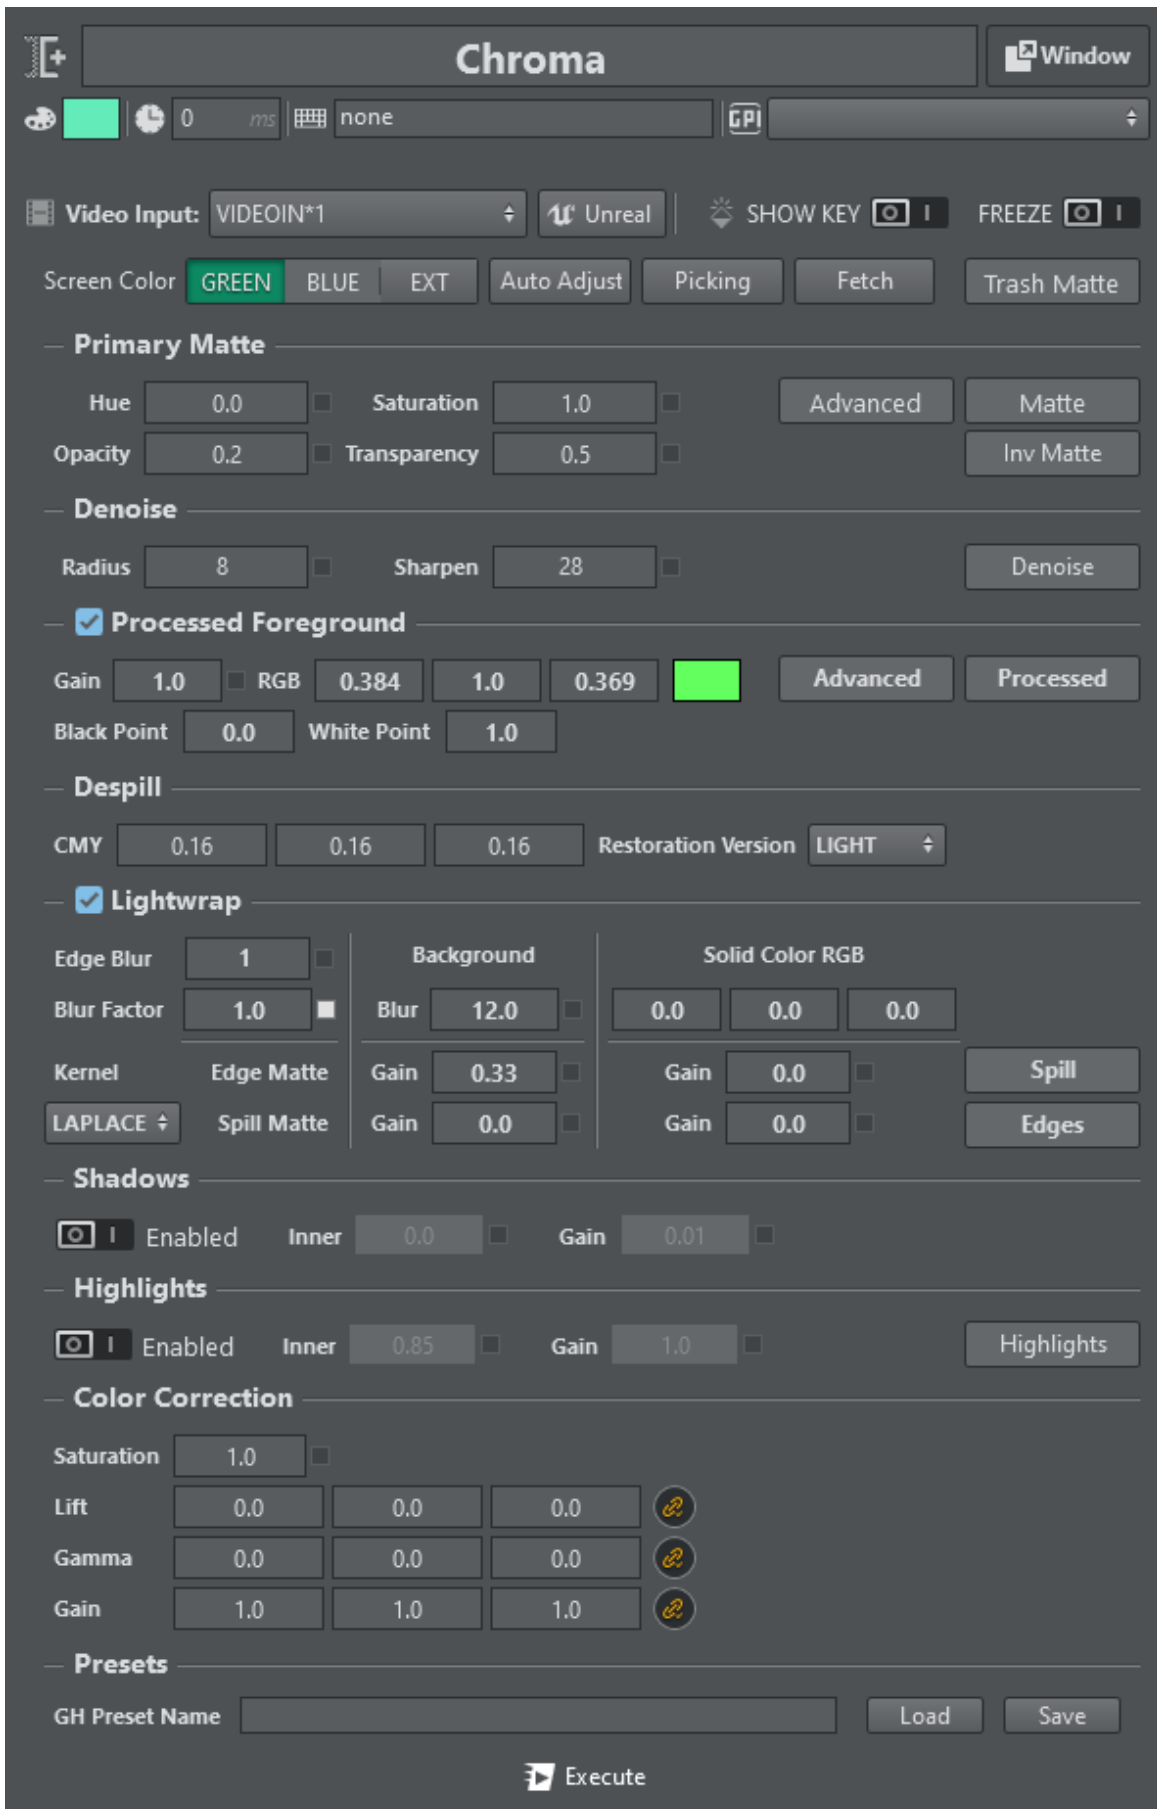 Chroma
Window
0 ms none GPI
Video Input: VIDEOIN*1 Unreal SHOW KEY O I FREEZE O I
Screen Color GREEN BLUE EXT Auto Adjust Picking Fetch Trash Matte
Primary Matte
Hue 0.0 Saturation 1.0 Advanced Matte
Opacity 0.2 Transparency 0.5 Inv Matte
Denoise
Radius 8 Sharpen 28 Denoise
Processed Foreground
Gain 1.0 RGB 0.384 1.0 0.369 Advanced Processed
Black Point 0.0 White Point 1.0
Despill
CMY 0.16 0.16 0.16 Restoration Version LIGHT
Lightwrap
Edge Blur 1 Background Solid Color RGB
Blur Factor 1.0 Blur 12.0 0.0 0.0 0.0
Kernel Edge Matte Gain 0.33 Gain 0.0 Spill
LAPLACE Spill Matte Gain 0.0 Gain 0.0 Edges
Shadows
O I Enabled Inner 0.0 Gain 0.01
Highlights
O I Enabled Inner 0.85 Gain 1.0 Highlights
Color Correction
Saturation 1.0
Lift 0.0 0.0 0.0
Gamma 0.0 0.0 0.0
Gain 1.0 1.0 1.0
Presets
GH Preset Name Load Save
Execute